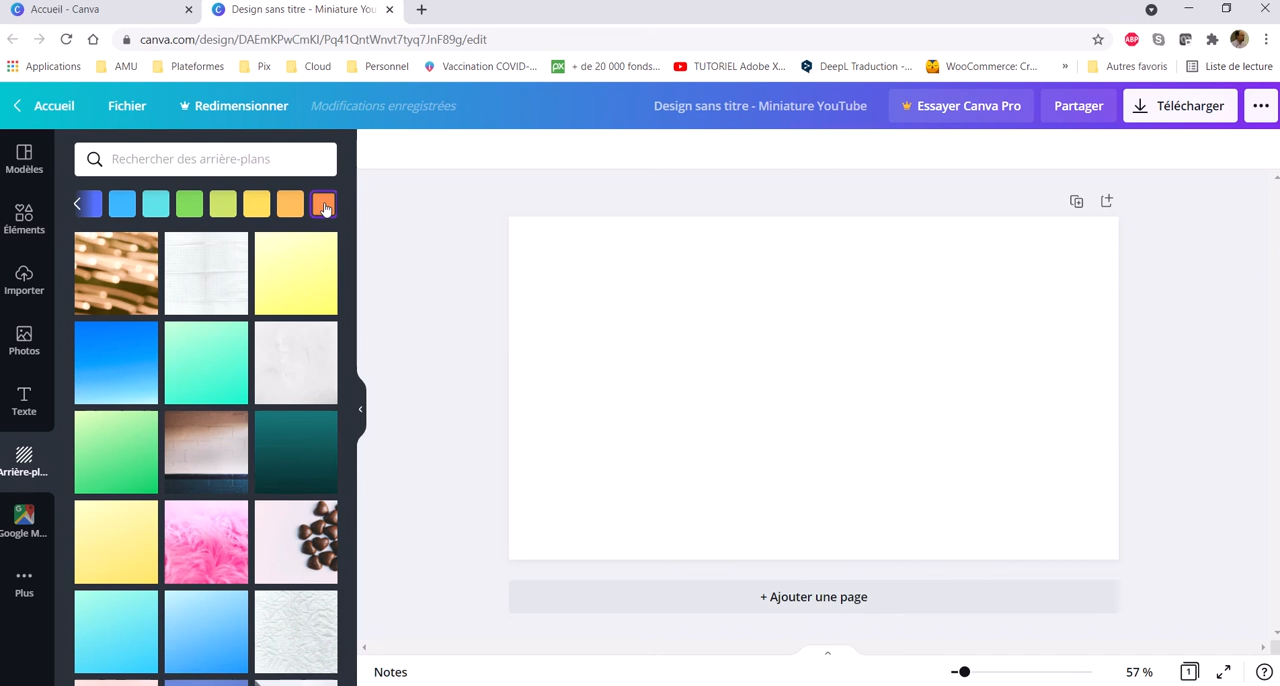 Accueil - Canva
Design sans titre - Miniature You
canva.com/design/DAEmKPwCmKI/Pq41QntWnvt7tyq7JnF89g/edit
ABP
Applications
AMU
Plateformes
Pix
Cloud
Personnel
Vaccination COVID-...
px
+ de 20 000 fonds...
TUTORIEL Adobe X...
DeepL Traduction -...
WooCommerce: Cr...
»
Autres favoris
Liste de lecture
Accueil
Fichier
Redimensionner
Modifications enregistrées
Design sans titre - Miniature YouTube
Essayer Canva Pro
Partager
Télécharger
Modèles
Éléments
Importer
Photos
Texte
Arrière-pl...
Google M...
Plus
Rechercher des arrière-plans
+ Ajouter une page
Notes
57 %
1